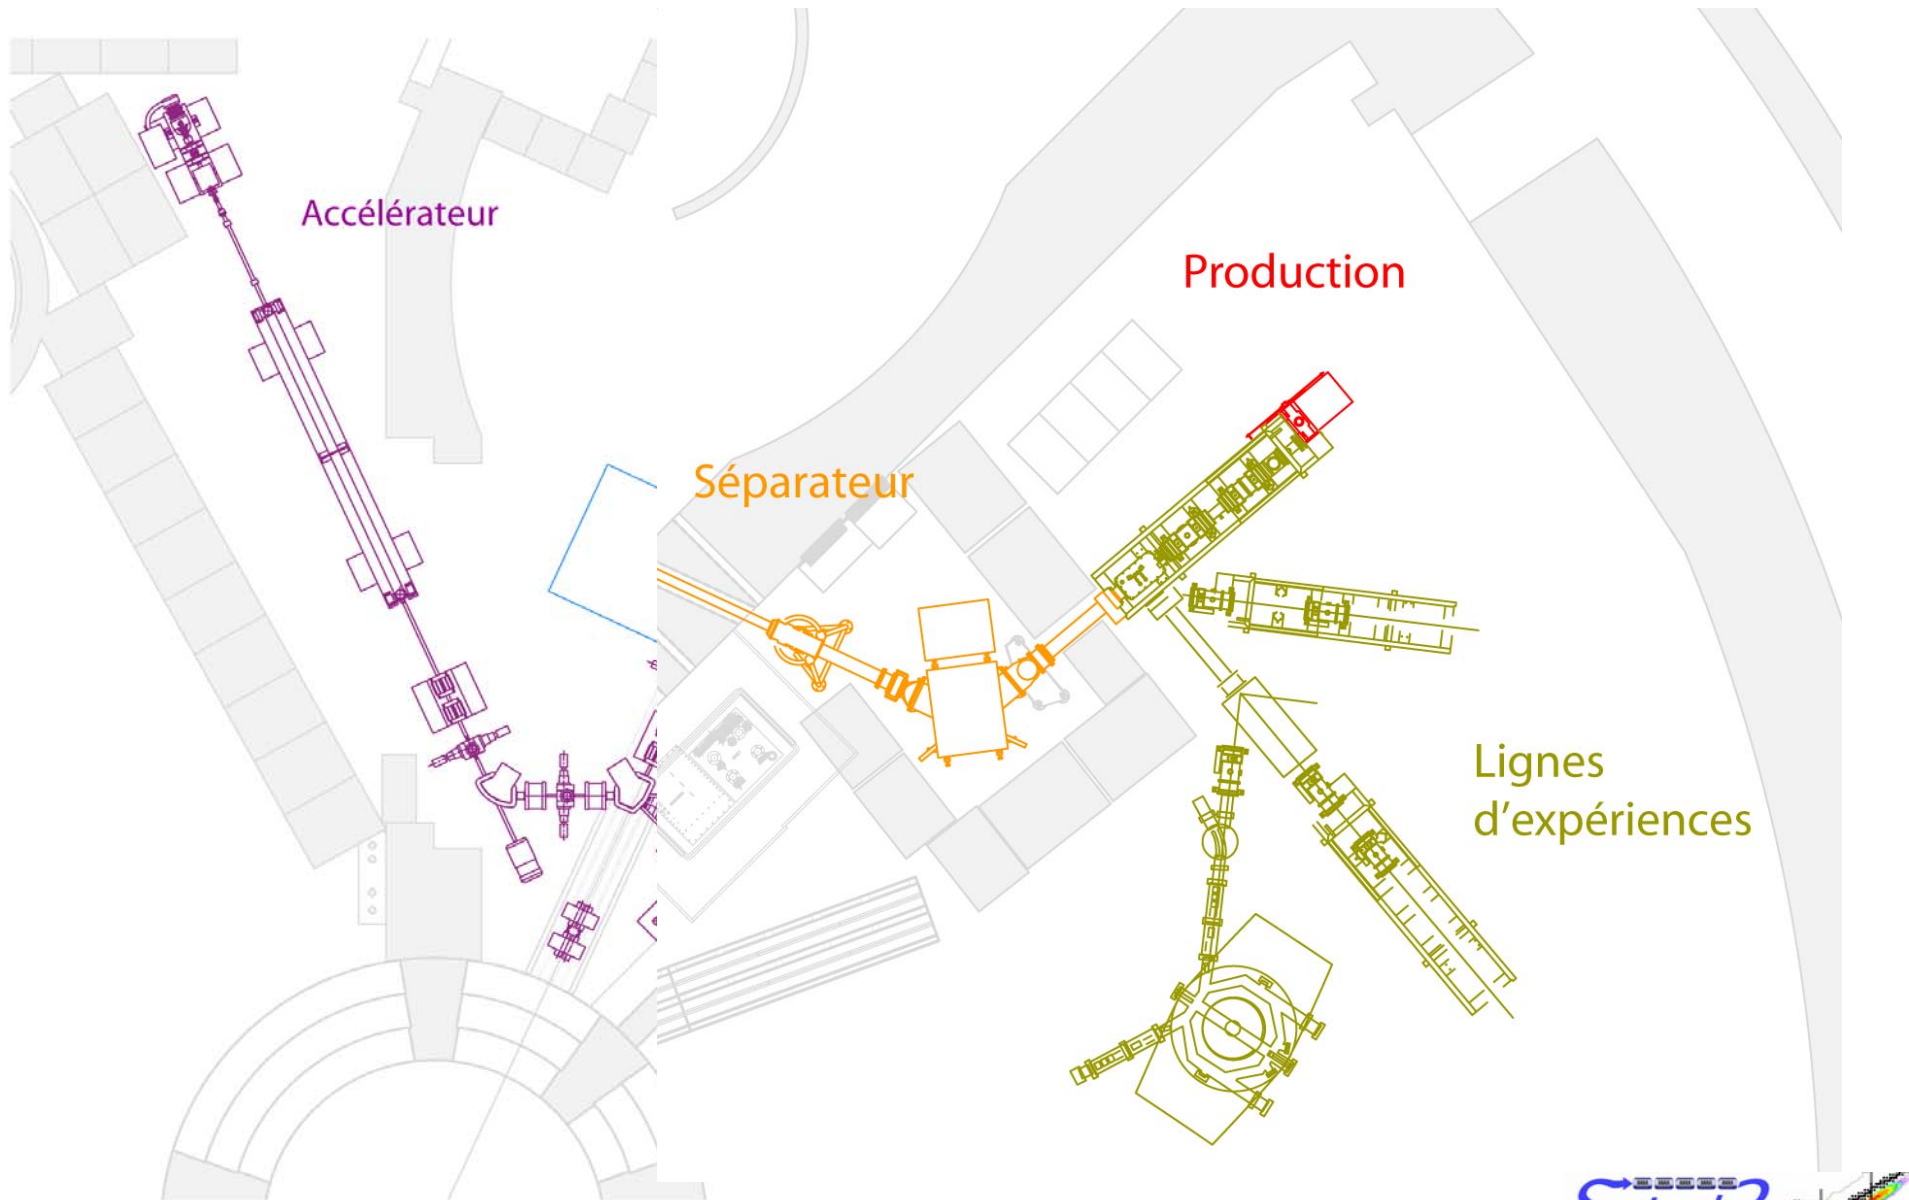 Accélérateur
Production
Séparateur
Lignes
d’expériences